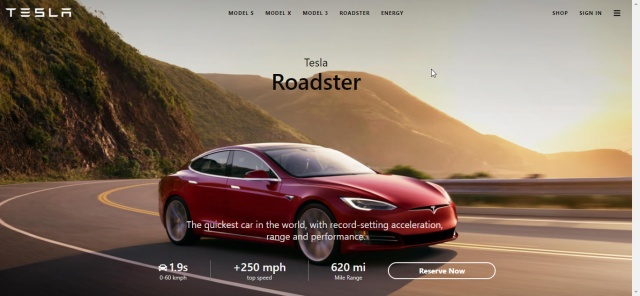 TESLA
MODEL S MODEL X MODEL 3 ROADSTER ENERGY
SHOP SIGN IN
Tesla
Roadster
The quickest car in the world, with record-setting acceleration,
range and performance.
1.9s +250 mph 620 mi
0-60 kmph top speed Mile Range
Reserve Now